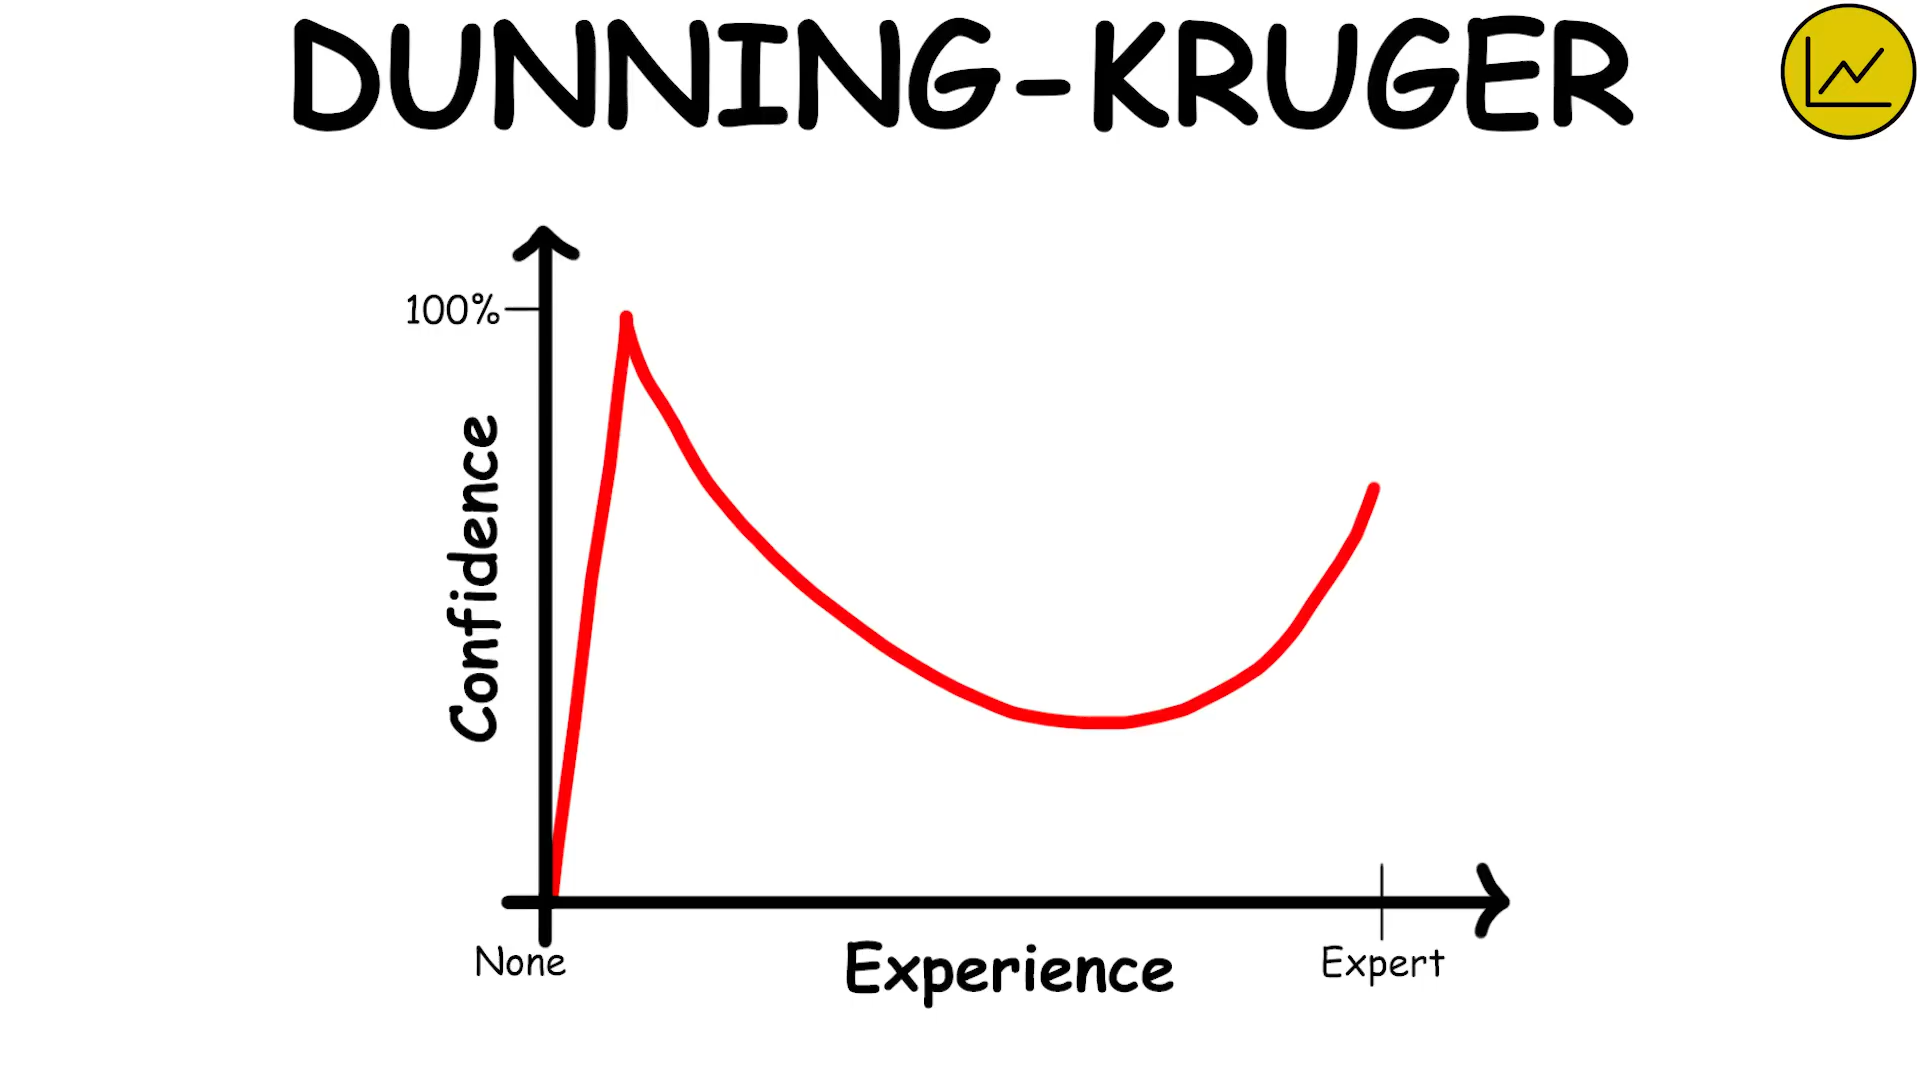 DUNNING-KRUGER
100%
Confidence
None
Experience
Expert